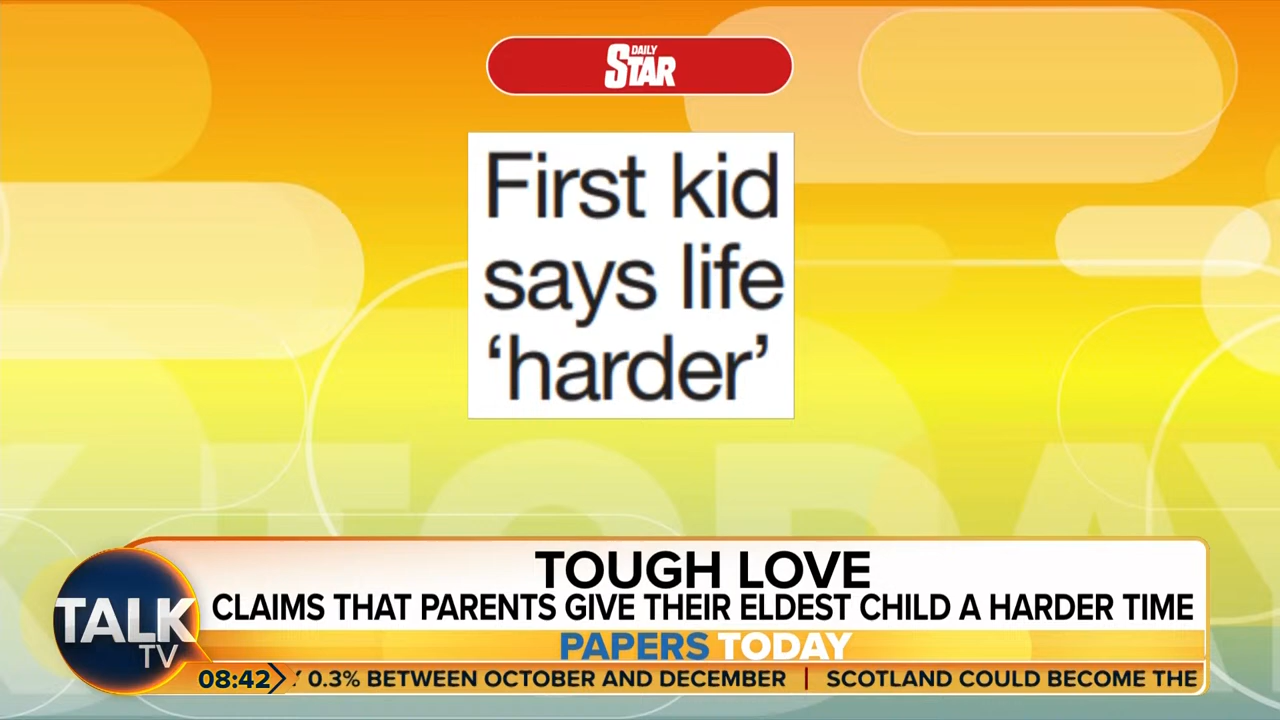 DAILY
STAR
First kid
says life
‘harder’
TODAY
TOUGH LOVE
CLAIMS THAT PARENTS GIVE THEIR ELDEST CHILD A HARDER TIME
PAPERS TODAY
TALK
TV
08:42
0.3% BETWEEN OCTOBER AND DECEMBER | SCOTLAND COULD BECOME THE